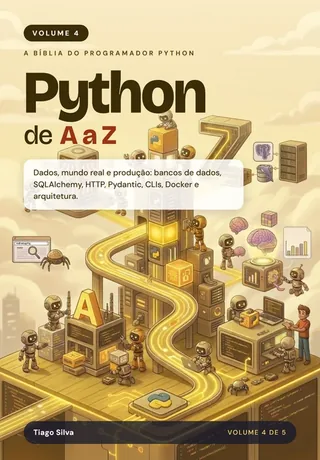 VOLUME 4
A BÍBLIA DO PROGRAMADOR PYTHON
Python
de A a Z
Dados, mundo real e produção: bancos de dados,
SQLAlchemy, HTTP, Pydantic, CLIs, Docker e
arquitetura.
A
Tiago Silva
VOLUME 4 DE 5